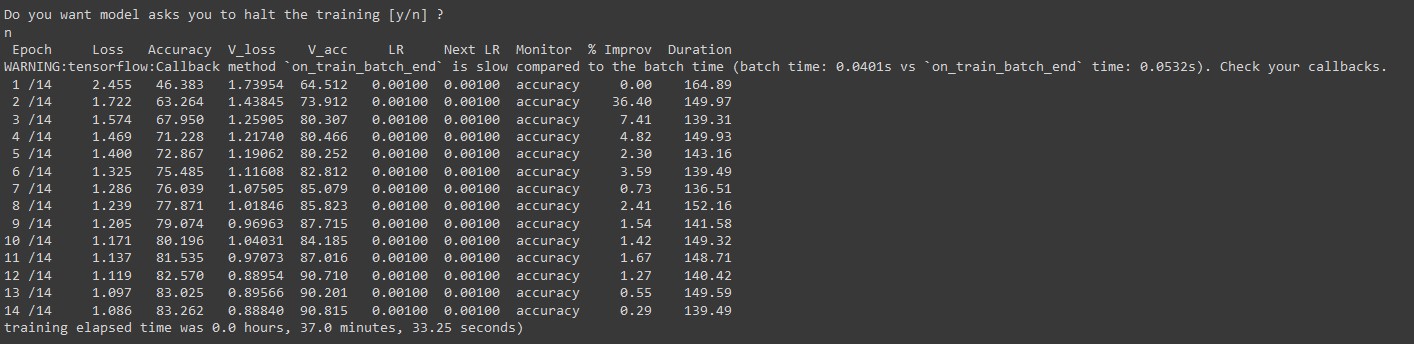 Do you want model asks you to halt the training [y/n] ?
n
Epoch Loss Accuracy V_loss V_acc LR Next LR Monitor % Improv Duration
WARNING:tensorflow:Callback method `on_train_batch_end` is slow compared to the batch time (batch time: 0.0401s vs `on_train_batch_end` time: 0.0532s). Check your callbacks.
1 /14 2.455 46.383 1.73954 64.512 0.00100 0.00100 accuracy 0.00 164.89
2 /14 1.722 63.264 1.43845 73.912 0.00100 0.00100 accuracy 36.40 149.97
3 /14 1.574 67.950 1.25905 80.307 0.00100 0.00100 accuracy 7.41 139.31
4 /14 1.469 71.228 1.21740 80.466 0.00100 0.00100 accuracy 4.82 149.93
5 /14 1.400 72.867 1.19062 80.252 0.00100 0.00100 accuracy 2.30 143.16
6 /14 1.325 75.485 1.11608 82.812 0.00100 0.00100 accuracy 3.59 139.49
7 /14 1.286 76.039 1.07505 85.079 0.00100 0.00100 accuracy 0.73 136.51
8 /14 1.239 77.871 1.01846 85.823 0.00100 0.00100 accuracy 2.41 152.16
9 /14 1.205 79.074 0.96963 87.715 0.00100 0.00100 accuracy 1.54 141.58
10 /14 1.171 80.196 1.04031 84.185 0.00100 0.00100 accuracy 1.42 149.32
11 /14 1.137 81.535 0.97073 87.016 0.00100 0.00100 accuracy 1.67 148.71
12 /14 1.119 82.570 0.88954 90.710 0.00100 0.00100 accuracy 1.27 140.42
13 /14 1.097 83.025 0.89566 90.201 0.00100 0.00100 accuracy 0.55 149.59
14 /14 1.086 83.262 0.88840 90.815 0.00100 0.00100 accuracy 0.29 139.49
training elapsed time was 0.0 hours, 37.0 minutes, 33.25 seconds)